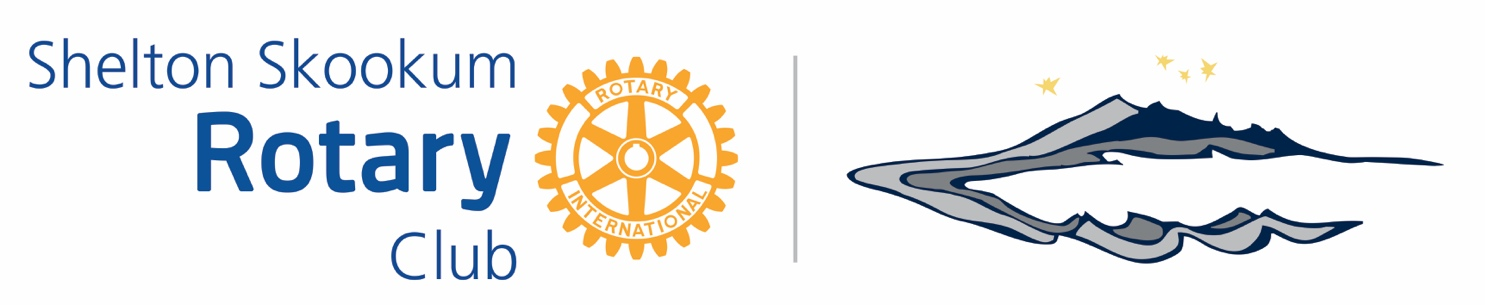 Shelton Skookum
Rotary
Club
ROTARY
INTERNATIONAL